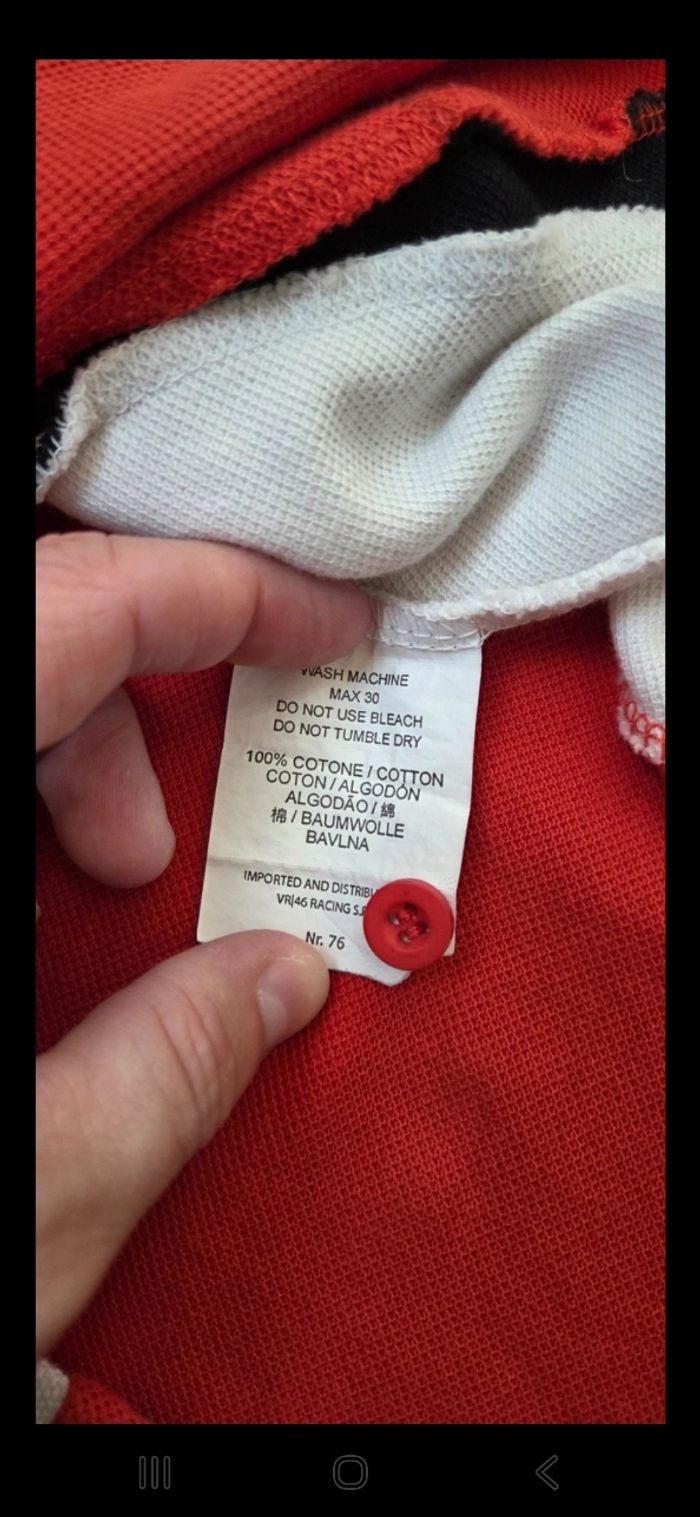 WASH MACHINE
MAX 30
DO NOT USE BLEACH
DO NOT TUMBLE DRY
100% COTONE / COTTON
COTON / ALGODÓN
ALGODÃO / 綿
棉 / BAUMWOLLE
BAVLNA
IMPORTED AND
VR|46 RACING
Nr. 76